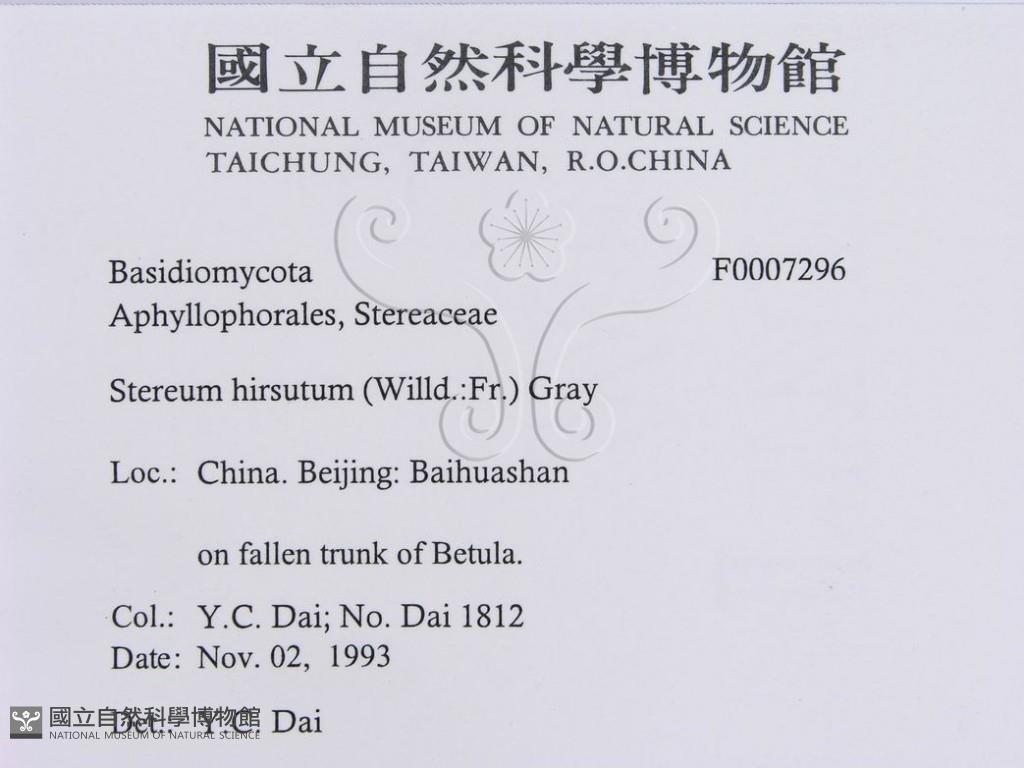 國立自然科學博物館
NATIONAL MUSEUM OF NATURAL SCIENCE
TAICHUNG, TAIWAN, R.O.CHINA
Basidiomycota F0007296
Aphyllophorales, Stereaceae
Stereum hirsutum (Willd.:Fr.) Gray
Loc.: China. Beijing: Baihuashan
on fallen trunk of Betula.
Col.: Y.C. Dai; No. Dai 1812
Date: Nov. 02, 1993
Det.: Y.C. Dai
國立自然科學博物館
NATIONAL MUSEUM OF NATURAL SCIENCE